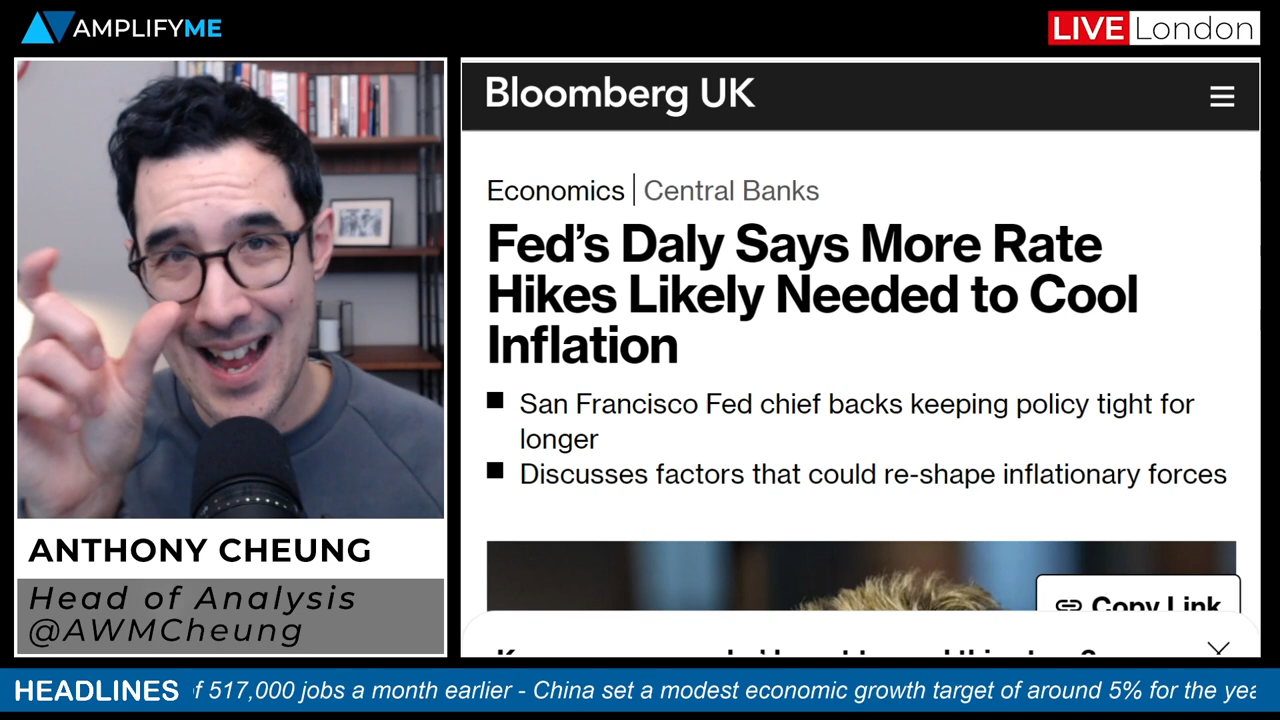 AMPLIFYME
LIVE London
Bloomberg UK
Economics | Central Banks
Fed’s Daly Says More Rate
Hikes Likely Needed to Cool
Inflation
■ San Francisco Fed chief backs keeping policy tight for
longer
■ Discusses factors that could re-shape inflationary forces
Copy Link
ANTHONY CHEUNG
Head of Analysis
@AWMCheung
HEADLINES f 517,000 jobs a month earlier - China set a modest economic growth target of around 5% for the yea